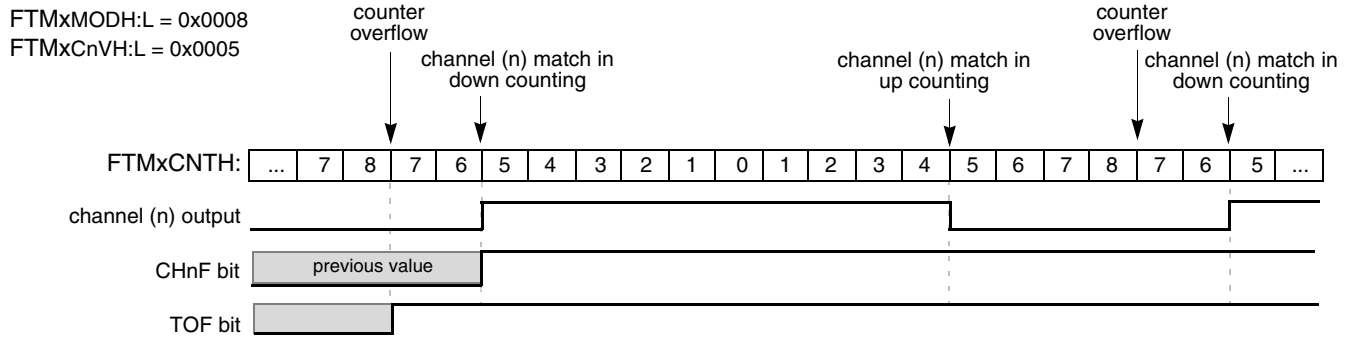 FTMxMODH:L = 0x0008
FTMxCnVH:L = 0x0005
counter
overflow
channel (n) match in
down counting
channel (n) match in
up counting
counter
overflow
channel (n) match in
down counting
FTMxCNTH: ... 7 8 7 6 5 4 3 2 1 0 1 2 3 4 5 6 7 8 7 6 5 ...
channel (n) output
CHnF bit previous value
TOF bit